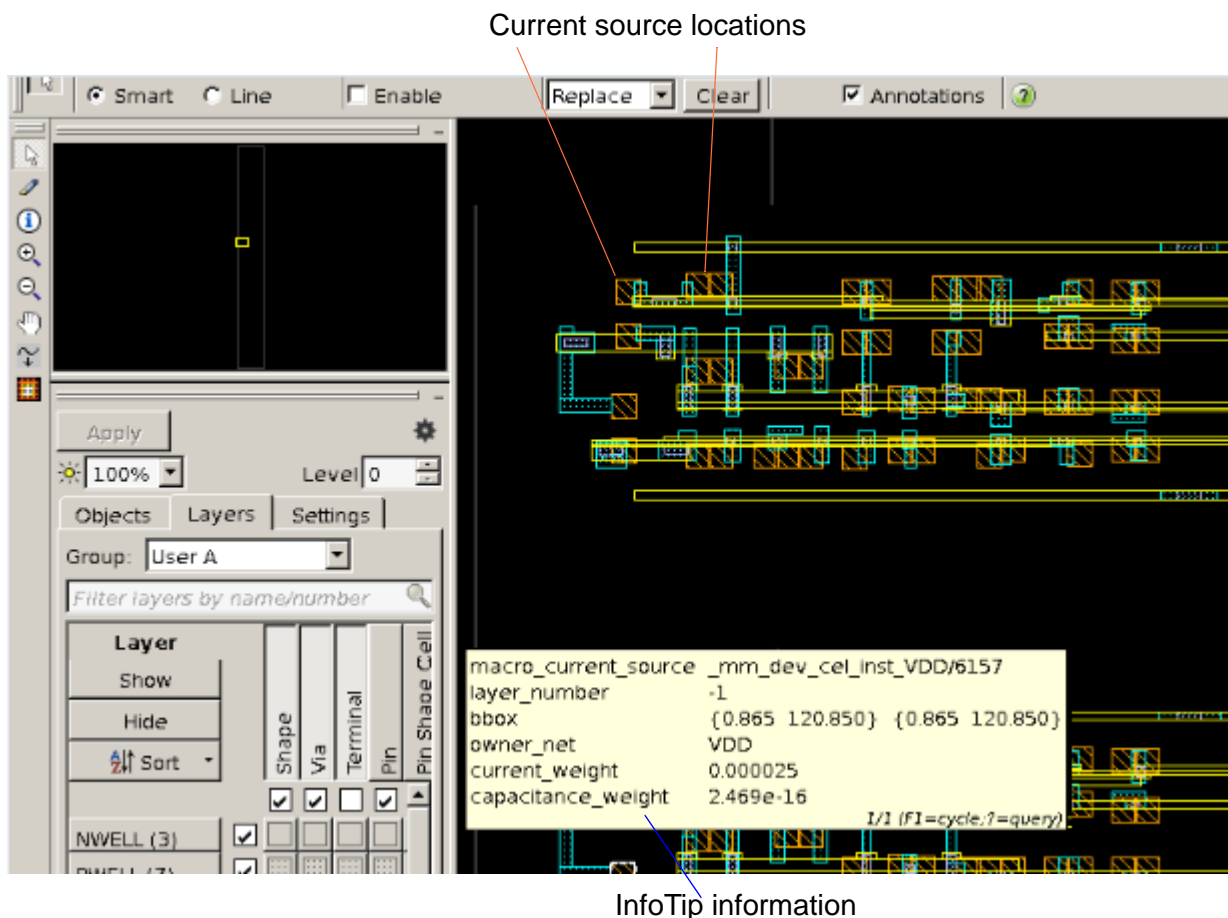 Current source locations
Smart Line Enable Replace Clear Annotations ?
Apply
100% Level 0
Objects Layers Settings
Group: User A
Filter layers by name/number
Layer
Show
Hide
Sort
Shape
Via
Terminal
Pin
Pin Shape Cell
NWELL (3)
macro_current_source _mm_dev_cel_inst_VDD/6157
layer_number -1
bbox {0.865 120.850} {0.865 120.850}
owner_net VDD
current_weight 0.000025
capacitance_weight 2.469e-16
1/1 (F1=cycle;?=query)
InfoTip information